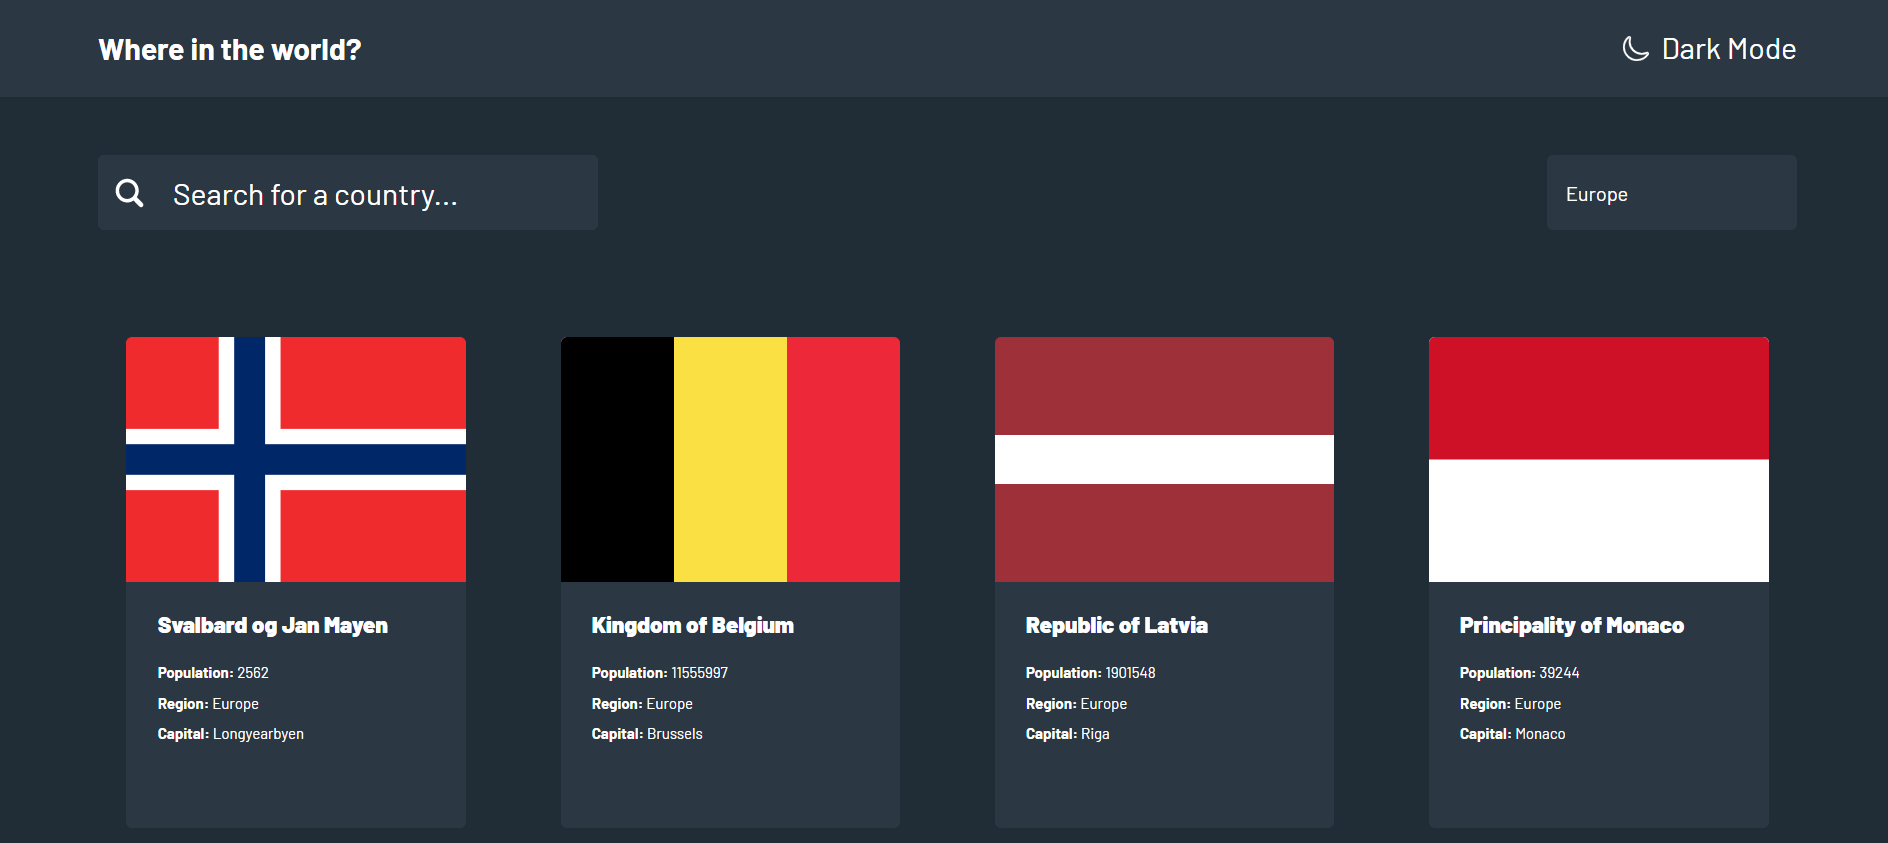 Where in the world?
Dark Mode
Search for a country...
Europe
Svalbard og Jan Mayen
Population: 2562
Region: Europe
Capital: Longyearbyen
Kingdom of Belgium
Population: 11555997
Region: Europe
Capital: Brussels
Republic of Latvia
Population: 1901548
Region: Europe
Capital: Riga
Principality of Monaco
Population: 39244
Region: Europe
Capital: Monaco